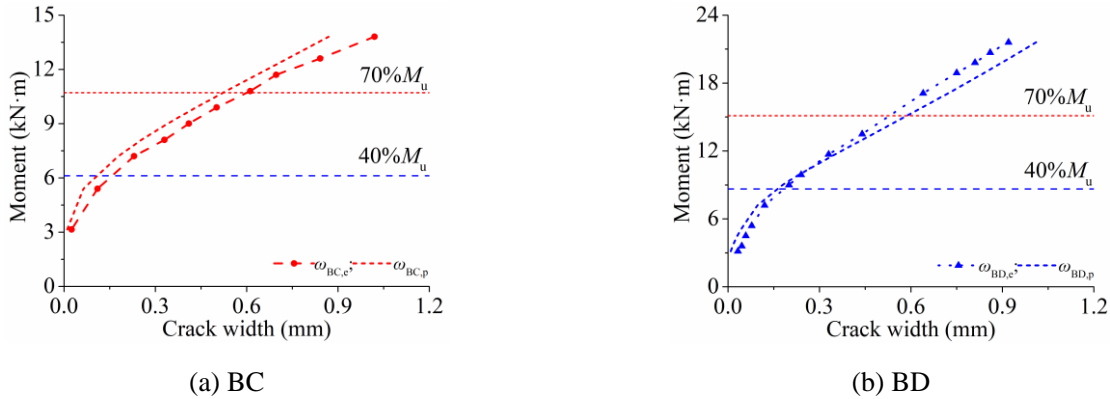 15
12
9
6
3
0
Moment (kN·m)
70%Mu
40%Mu
ωBC,e; ωBC,p
0.0 0.3 0.6 0.9 1.2
Crack width (mm)
(a) BC
24
18
12
6
0
Moment (kN·m)
70%Mu
40%Mu
ωBD,e; ωBD,p
0.0 0.3 0.6 0.9 1.2
Crack width (mm)
(b) BD